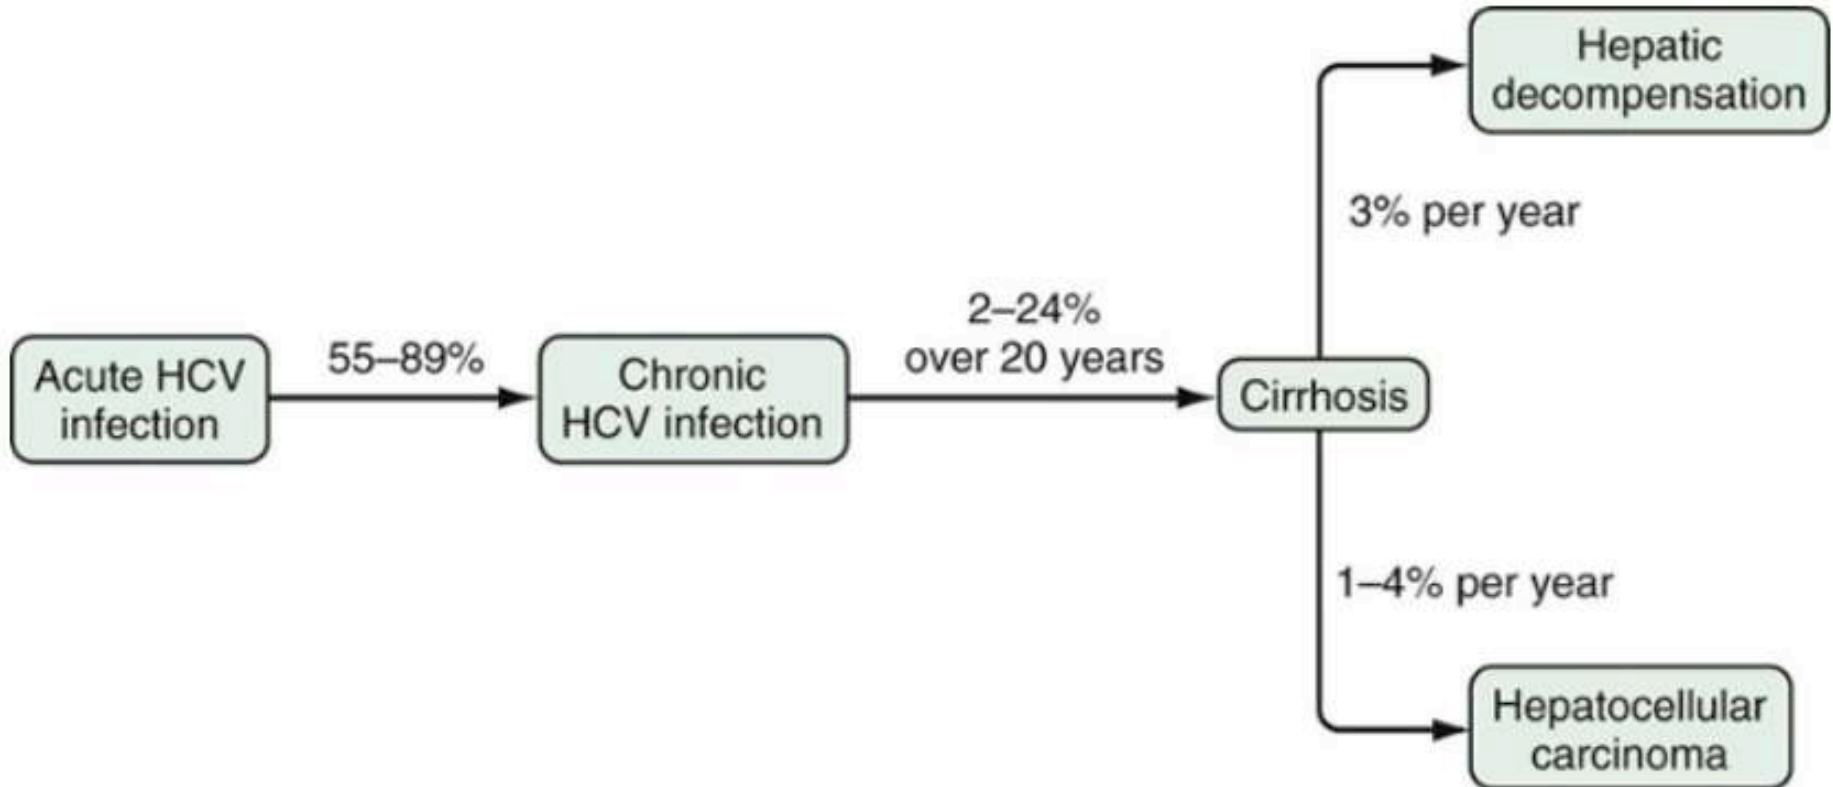 Acute HCV
infection
55–89%
Chronic
HCV infection
2–24%
over 20 years
Cirrhosis
3% per year
Hepatic
decompensation
1–4% per year
Hepatocellular
carcinoma